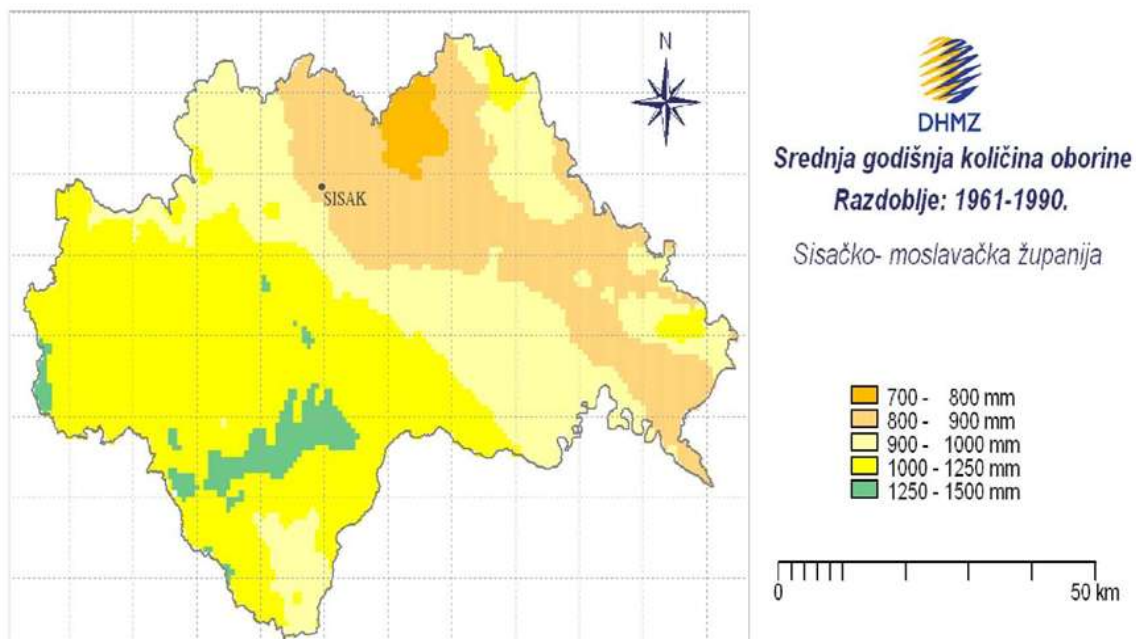 N
SISAK
DHMZ
Srednja godišnja količina oborine
Razdoblje: 1961-1990.
Sisačko- moslavačka županija
700 - 800 mm
800 - 900 mm
900 - 1000 mm
1000 - 1250 mm
1250 - 1500 mm
0 50 km